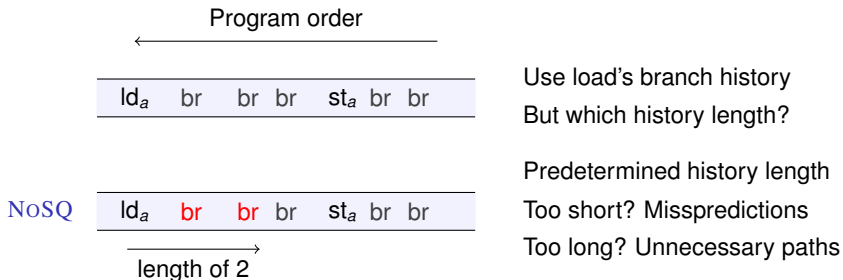 Program order
ld_a br br br st_a br br
Use load's branch history
But which history length?
NOSQ ld_a br br br st_a br br
length of 2
Predetermined history length
Too short? Misspredictions
Too long? Unnecessary paths